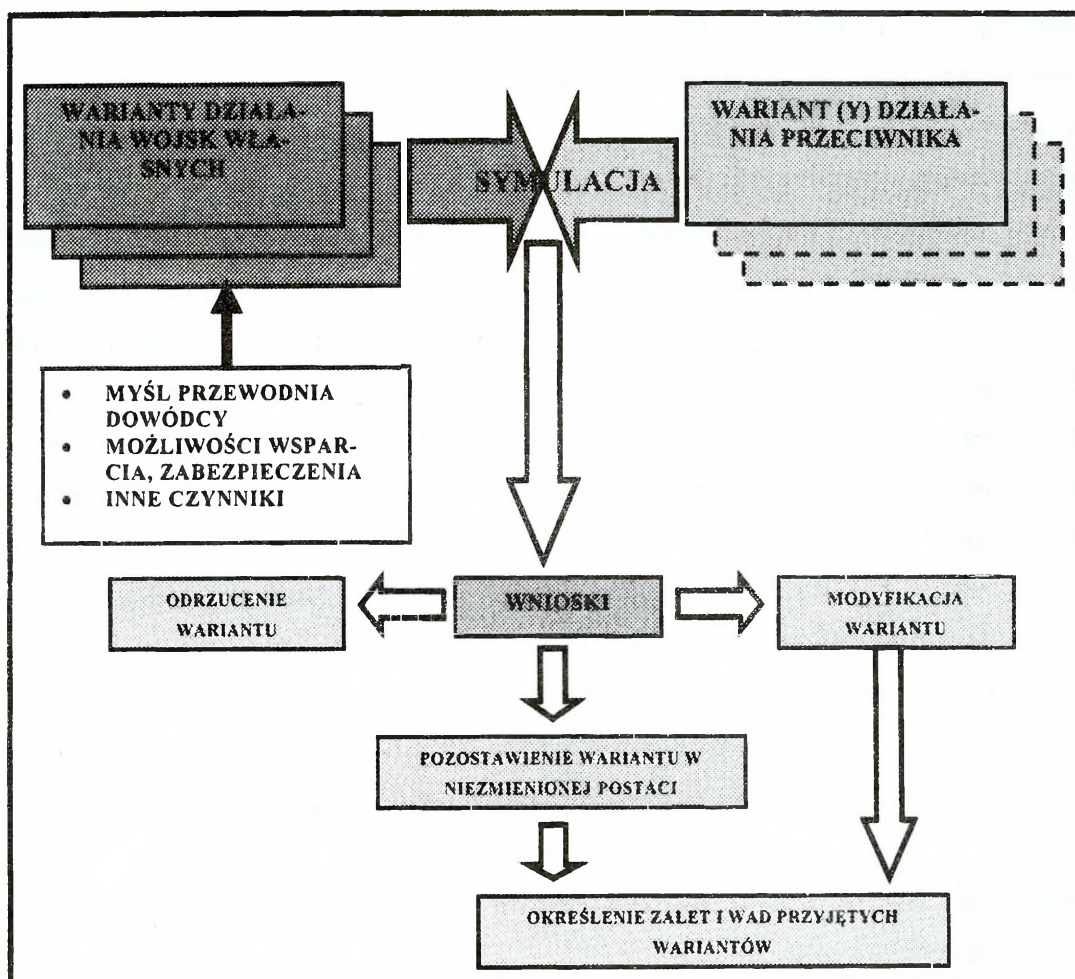 WARIANTY DZIAŁA-
NIA WOJSK WŁA-
SNYCH
WARIANT (Y) DZIAŁA-
NIA PRZECIWNIKA
SYMULACJA
• MYŚL PRZEWODNIA
DOWÓDCY
• MOŻLIWOŚCI WSPAR-
CIA, ZABEZPIECZENIA
• INNE CZYNNIKI
ODRZUCENIE
WARIANTU
WNIOSKI
MODYFIKACJA
WARIANTU
POZOSTAWIENIE WARIANTU W
NIEZMIENIONEJ POSTACI
OKREŚLENIE ZALET I WAD PRZYJĘTYCH
WARIANTÓW